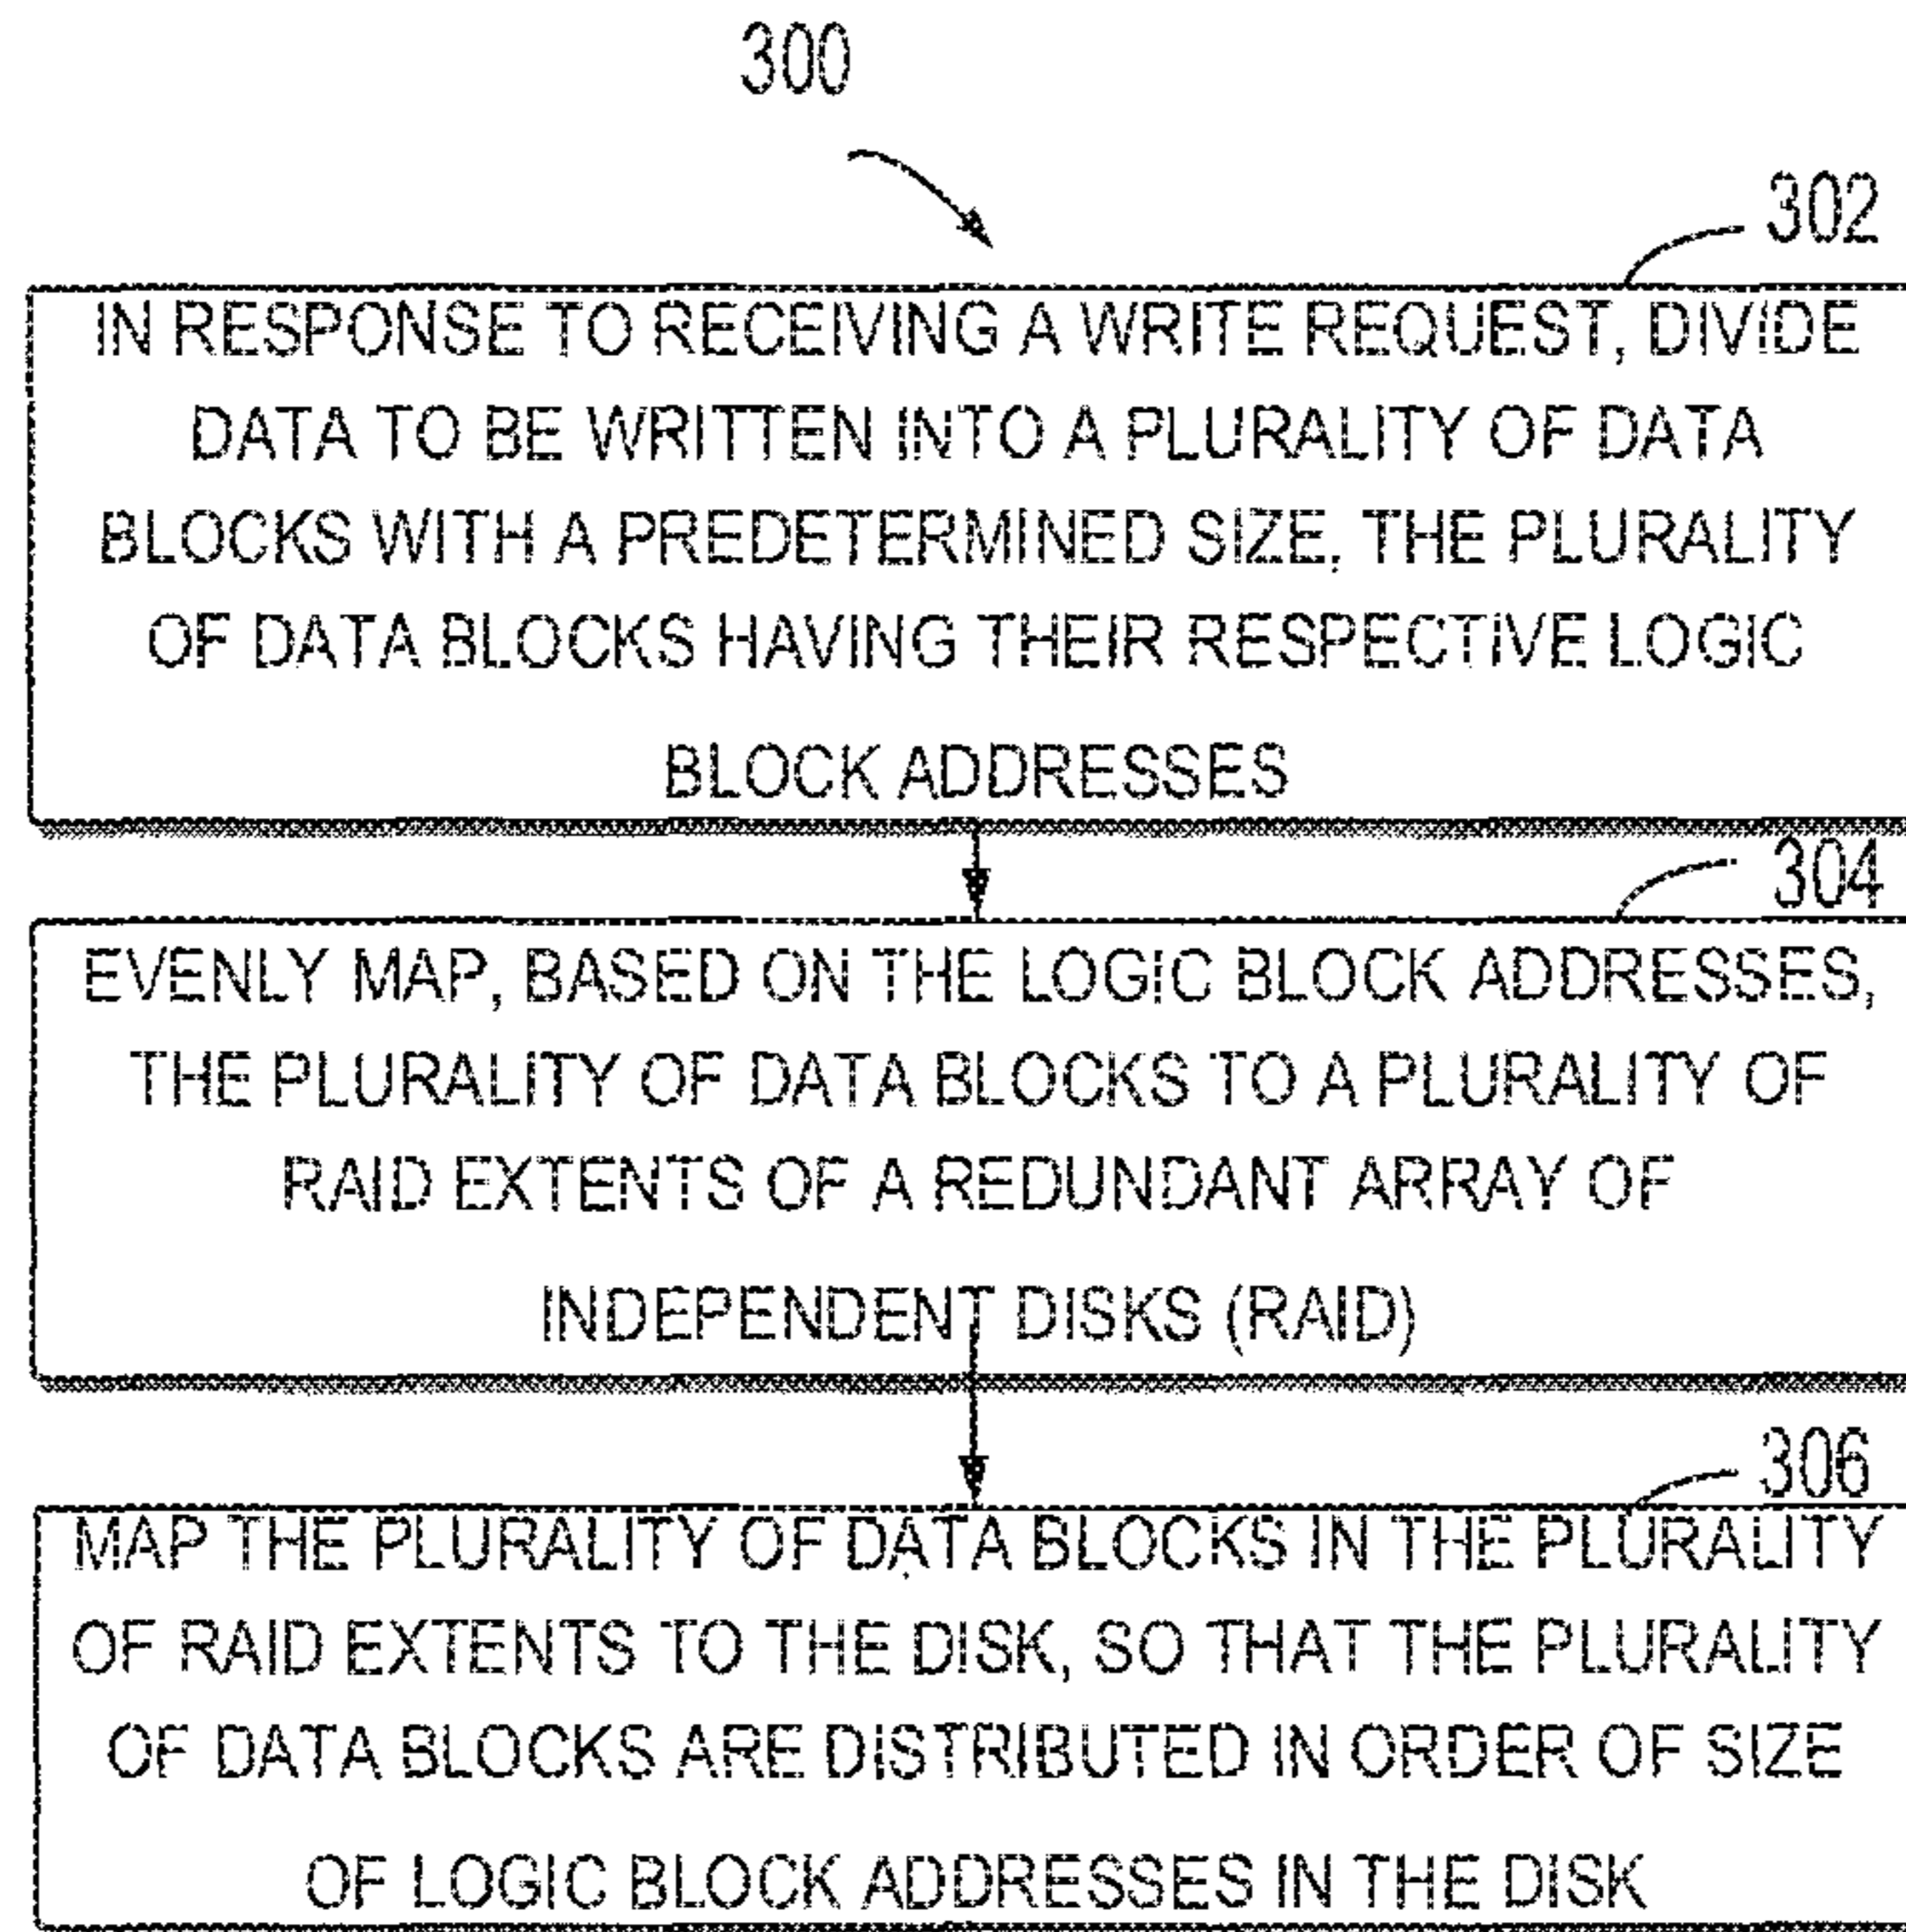 300
302
IN RESPONSE TO RECEIVING A WRITE REQUEST, DIVIDE
DATA TO BE WRITTEN INTO A PLURALITY OF DATA
BLOCKS WITH A PREDETERMINED SIZE, THE PLURALITY
OF DATA BLOCKS HAVING THEIR RESPECTIVE LOGIC
BLOCK ADDRESSES
304
EVENLY MAP, BASED ON THE LOGIC BLOCK ADDRESSES,
THE PLURALITY OF DATA BLOCKS TO A PLURALITY OF
RAID EXTENTS OF A REDUNDANT ARRAY OF
INDEPENDENT DISKS (RAID)
306
MAP THE PLURALITY OF DATA BLOCKS IN THE PLURALITY
OF RAID EXTENTS TO THE DISK, SO THAT THE PLURALITY
OF DATA BLOCKS ARE DISTRIBUTED IN ORDER OF SIZE
OF LOGIC BLOCK ADDRESSES IN THE DISK